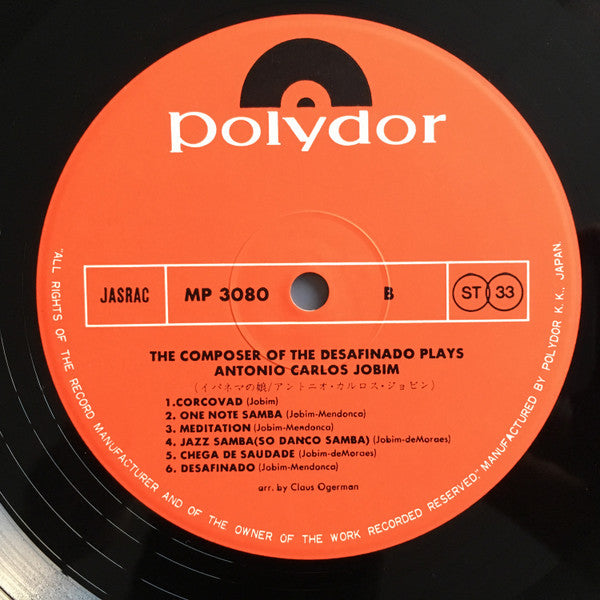 polydor
JASRAC MP 3080 B ST 33
THE COMPOSER OF THE DESAFINADO PLAYS
ANTONIO CARLOS JOBIM
(イパネマの娘/アントニオ・カルロス・ジョビン)
1.CORCOVAD (Jobim)
2. ONE NOTE SAMBA (Jobim-Mendonca)
3. MEDITATION (Jobim-Mendonca)
4. JAZZ SAMBA(SO DANCO SAMBA) (Jobim-deMoraes)
5. CHEGA DE SAUDADE (Jobim-deMoraes)
6. DESAFINADO (Jobim-Mendanca)
arr. by Claus Ogerman
"ALL RIGHTS OF THE RECORD MANUFACTURER AND OF THE OWNER OF THE WORK RECORDED RESERVED." MANUFACTURED BY POLYDOR K.K., JAPAN